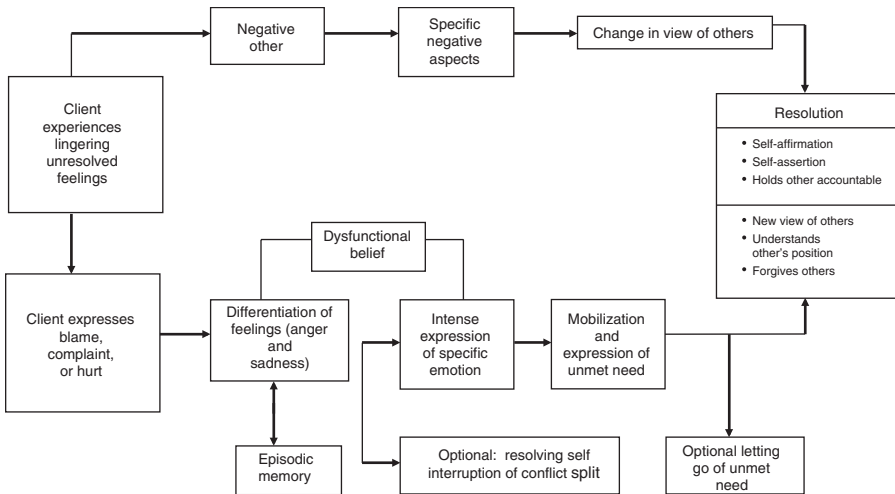 Negative
other
Specific
negative
aspects
Change in view of others
Client
experiences
lingering
unresolved
feelings
Resolution
• Self-affirmation
• Self-assertion
• Holds other accountable
• New view of others
• Understands
other's position
• Forgives others
Dysfunctional
belief
Client expresses
blame,
complaint,
or hurt
Differentiation of
feelings (anger
and
sadness)
Intense
expression
of specific
emotion
Mobilization
and
expression of
unmet need
Episodic
memory
Optional: resolving self
interruption of conflict split
Optional letting
go of unmet
need